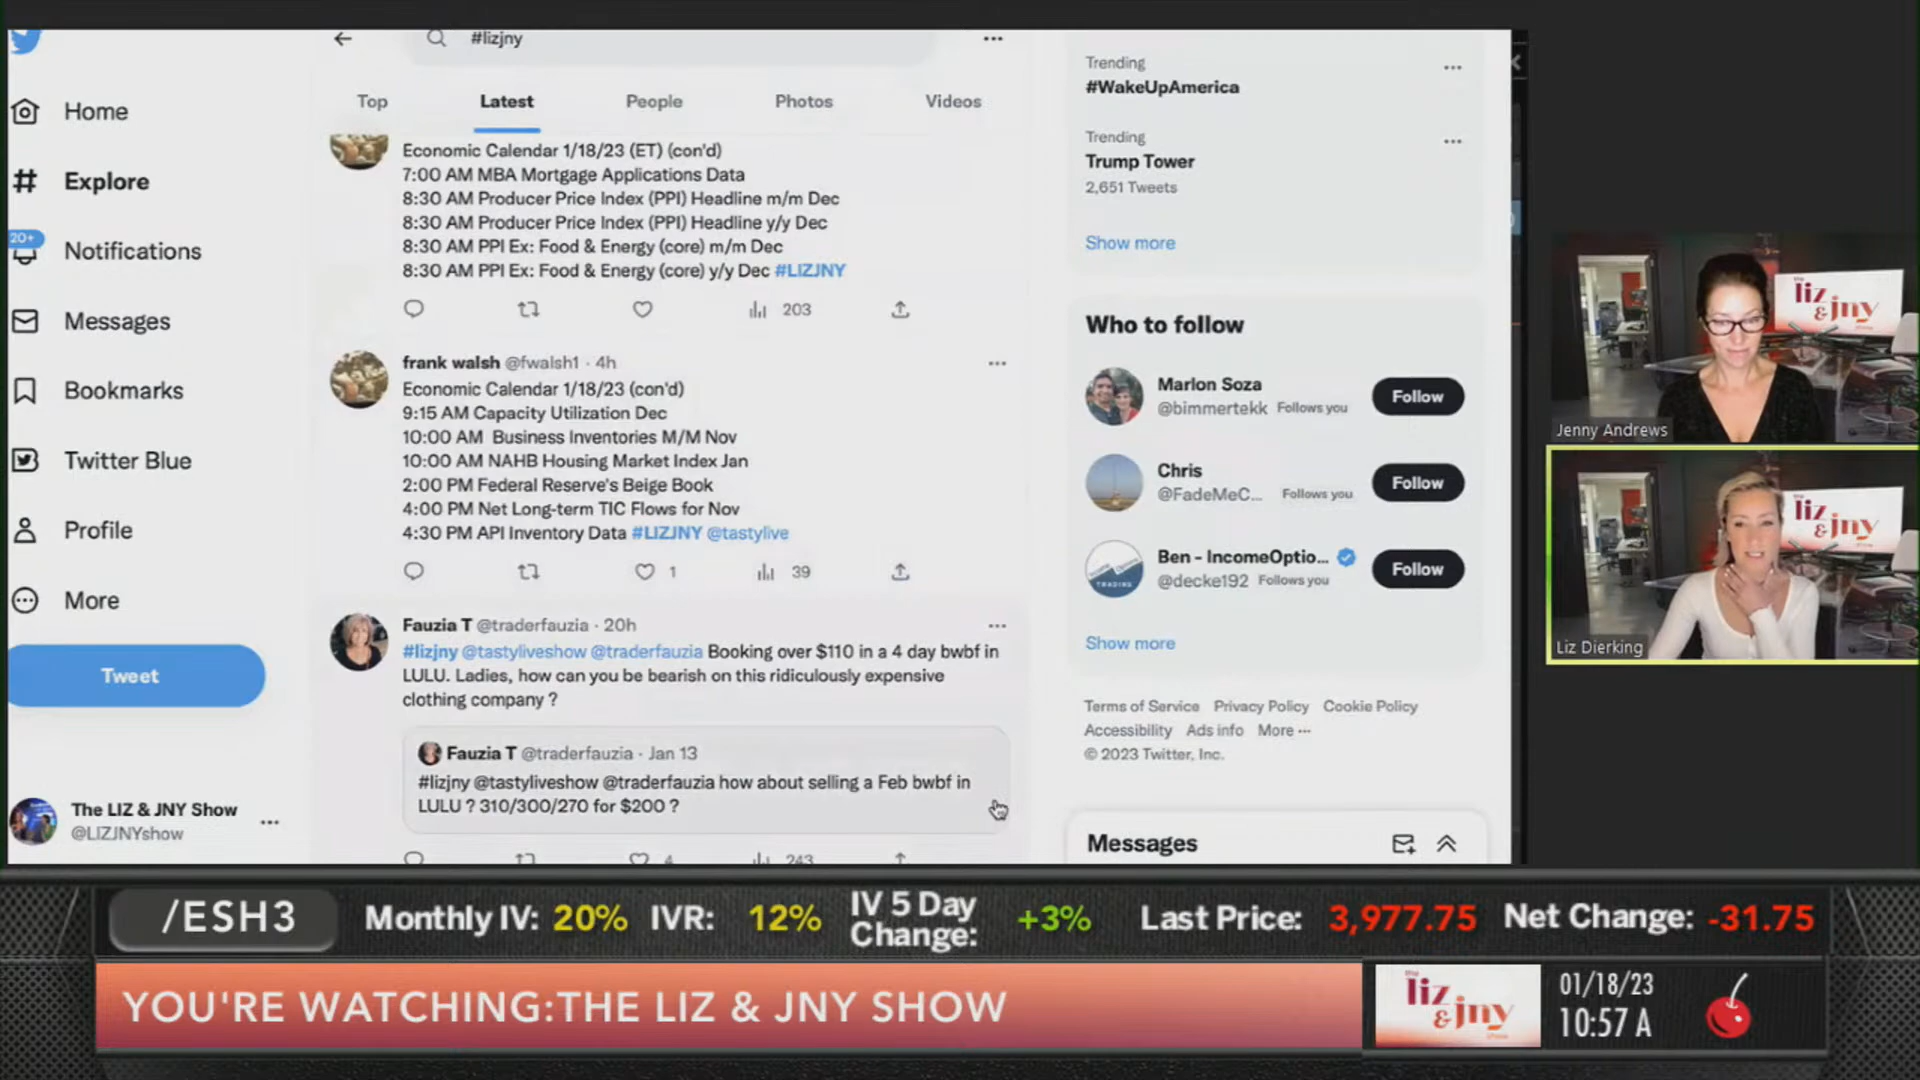 #lizjny
Top
Latest
People
Photos
Videos
Home
Explore
20+
Notifications
Messages
Bookmarks
Twitter Blue
Profile
More
Tweet
The LIZ & JNY Show
@LIZJNYshow
Economic Calendar 1/18/23 (ET) (con'd)
7:00 AM MBA Mortgage Applications Data
8:30 AM Producer Price Index (PPI) Headline m/m Dec
8:30 AM Producer Price Index (PPI) Headline y/y Dec
8:30 AM PPI Ex: Food & Energy (core) m/m Dec
8:30 AM PPI Ex: Food & Energy (core) y/y Dec #LIZJNY
203
frank walsh @fwalsh1 · 4h
Economic Calendar 1/18/23 (con'd)
9:15 AM Capacity Utilization Dec
10:00 AM  Business Inventories M/M Nov
10:00 AM NAHB Housing Market Index Jan
2:00 PM Federal Reserve's Beige Book
4:00 PM Net Long-term TIC Flows for Nov
4:30 PM API Inventory Data #LIZJNY @tastylive
1 39
Fauzia T @traderfauzia · 20h
#lizjny @tastyliveshow @traderfauzia Booking over $110 in a 4 day bwbf in
LULU. Ladies, how can you be bearish on this ridiculously expensive
clothing company ?
Fauzia T @traderfauzia · Jan 13
#lizjny @tastyliveshow @traderfauzia how about selling a Feb bwbf in
LULU ? 310/300/270 for $200 ?
4 243
Trending
#WakeUpAmerica
Trending
Trump Tower
2,651 Tweets
Show more
Who to follow
Marlon Soza
@bimmertekk Follows you
Follow
Chris
@FadeMeC... Follows you
Follow
Ben - IncomeOptio...
@decke192 Follows you
Follow
TRADING
Show more
Terms of Service Privacy Policy Cookie Policy
Accessibility Ads info More ···
© 2023 Twitter, Inc.
Messages
the
liz
& jny
Jenny Andrews
the
liz
& jny
Liz Dierking
/ESH3
Monthly IV: 20% IVR: 12% IV 5 Day Change: +3% Last Price: 3,977.75 Net Change: -31.75
YOU'RE WATCHING:THE LIZ & JNY SHOW
the
liz
& jny
show
01/18/23
10:57 A